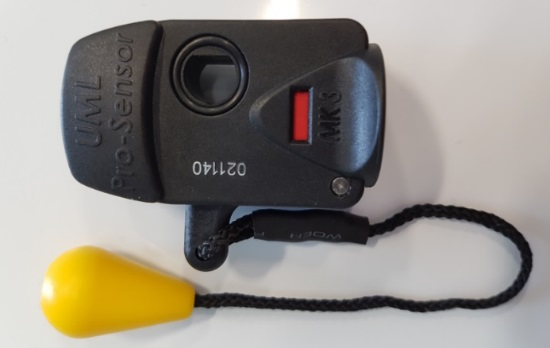 UML
Pro-Sensor
MK 3
021140